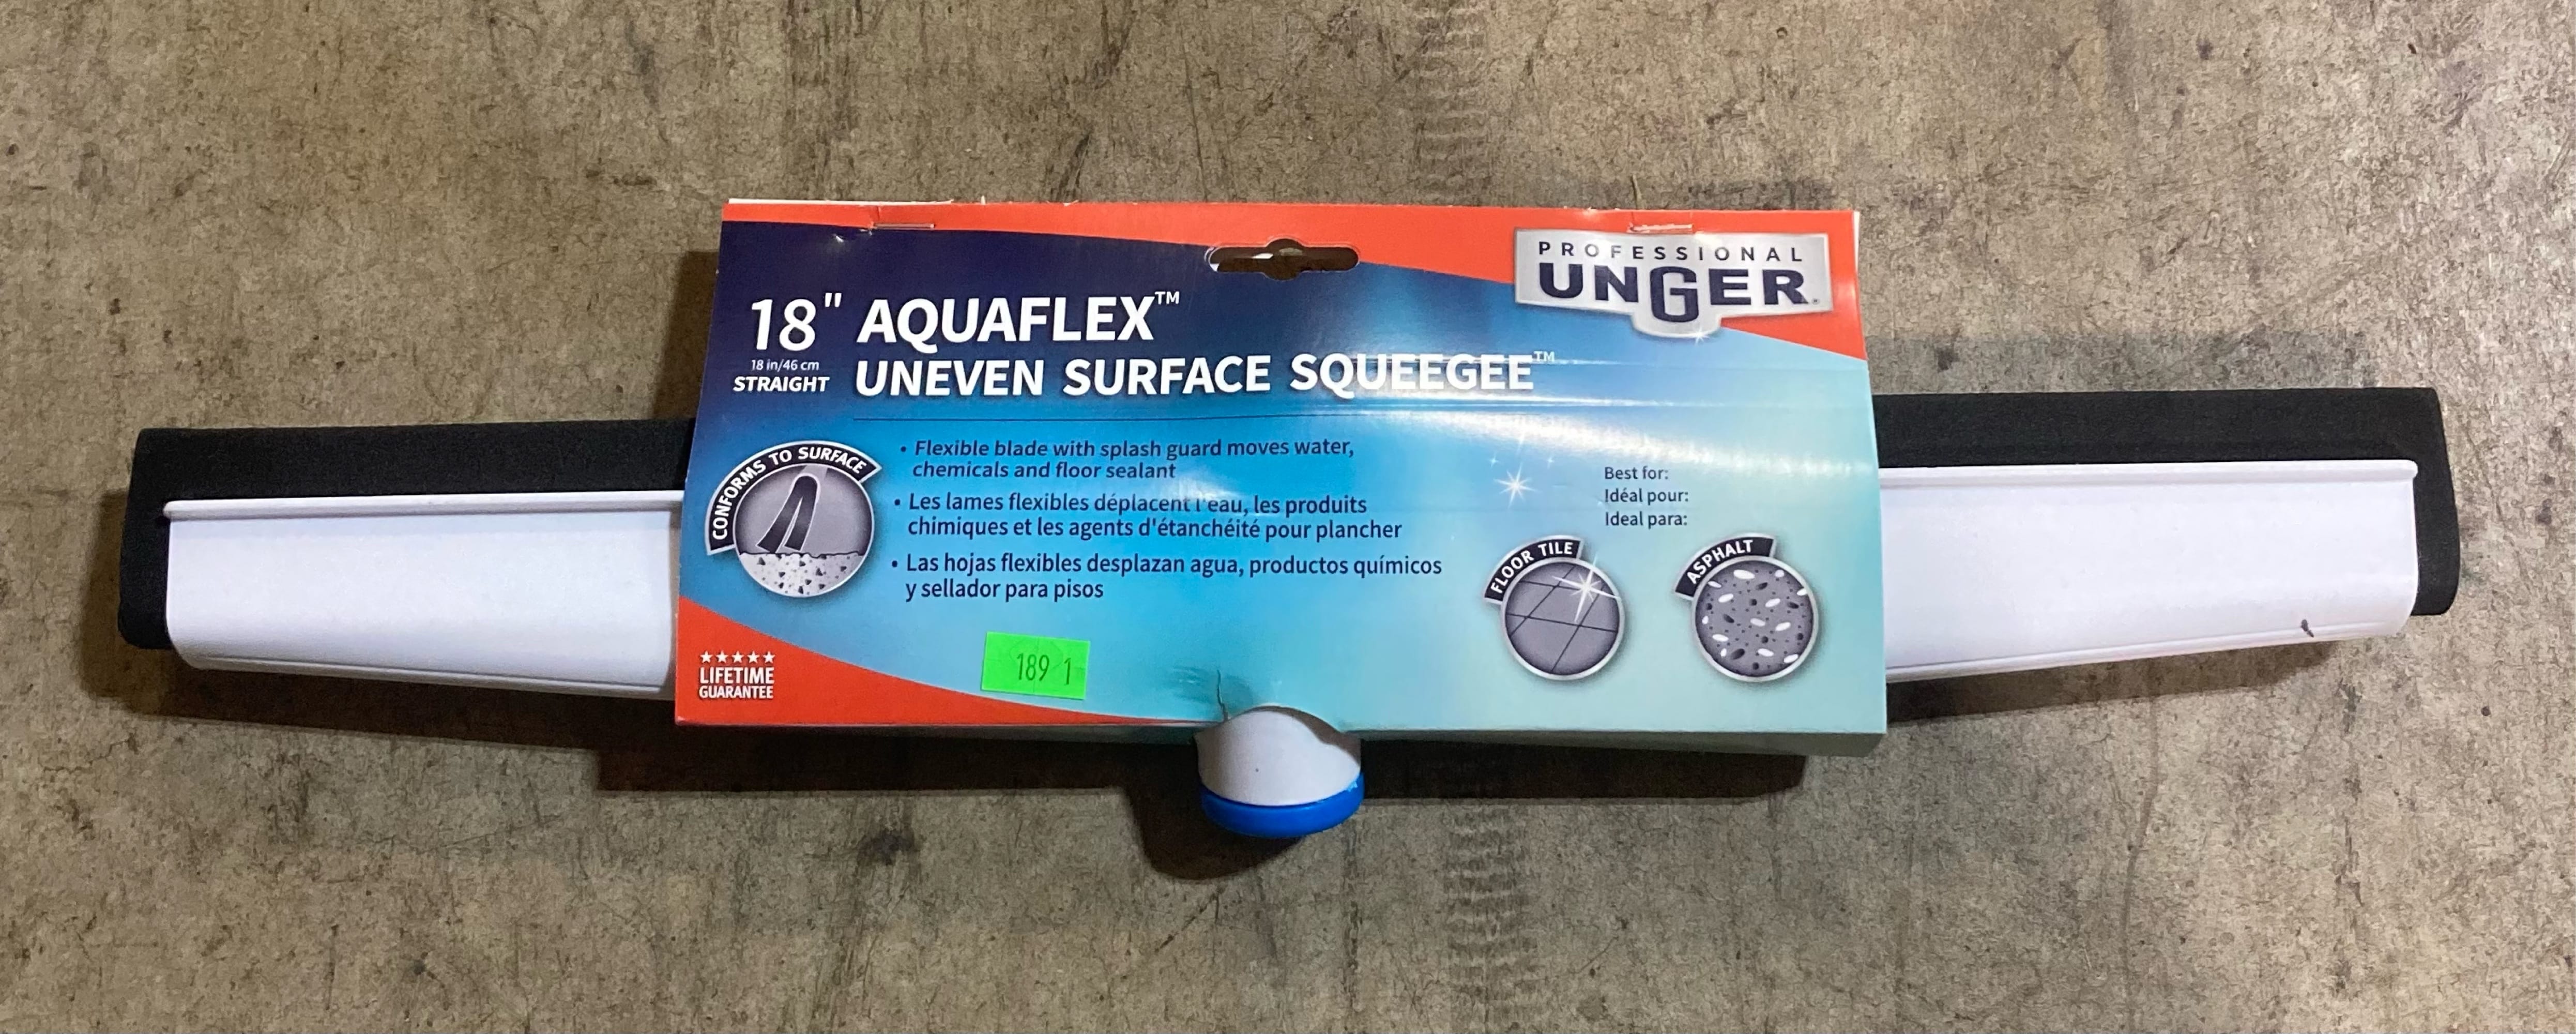 PROFESSIONAL
UNGER
18" AQUAFLEX™
18 in/46 cm
STRAIGHT
UNEVEN SURFACE SQUEEGEE™
CONFORMS TO SURFACE
• Flexible blade with splash guard moves water,
chemicals and floor sealant
• Les lames flexibles déplacent l'eau, les produits
chimiques et les agents d'étanchéité pour plancher
• Las hojas flexibles desplazan agua, productos químicos
y sellador para pisos
Best for:
Idéal pour:
Ideal para:
FLOOR TILE
ASPHALT
LIFETIME
GUARANTEE
189 1